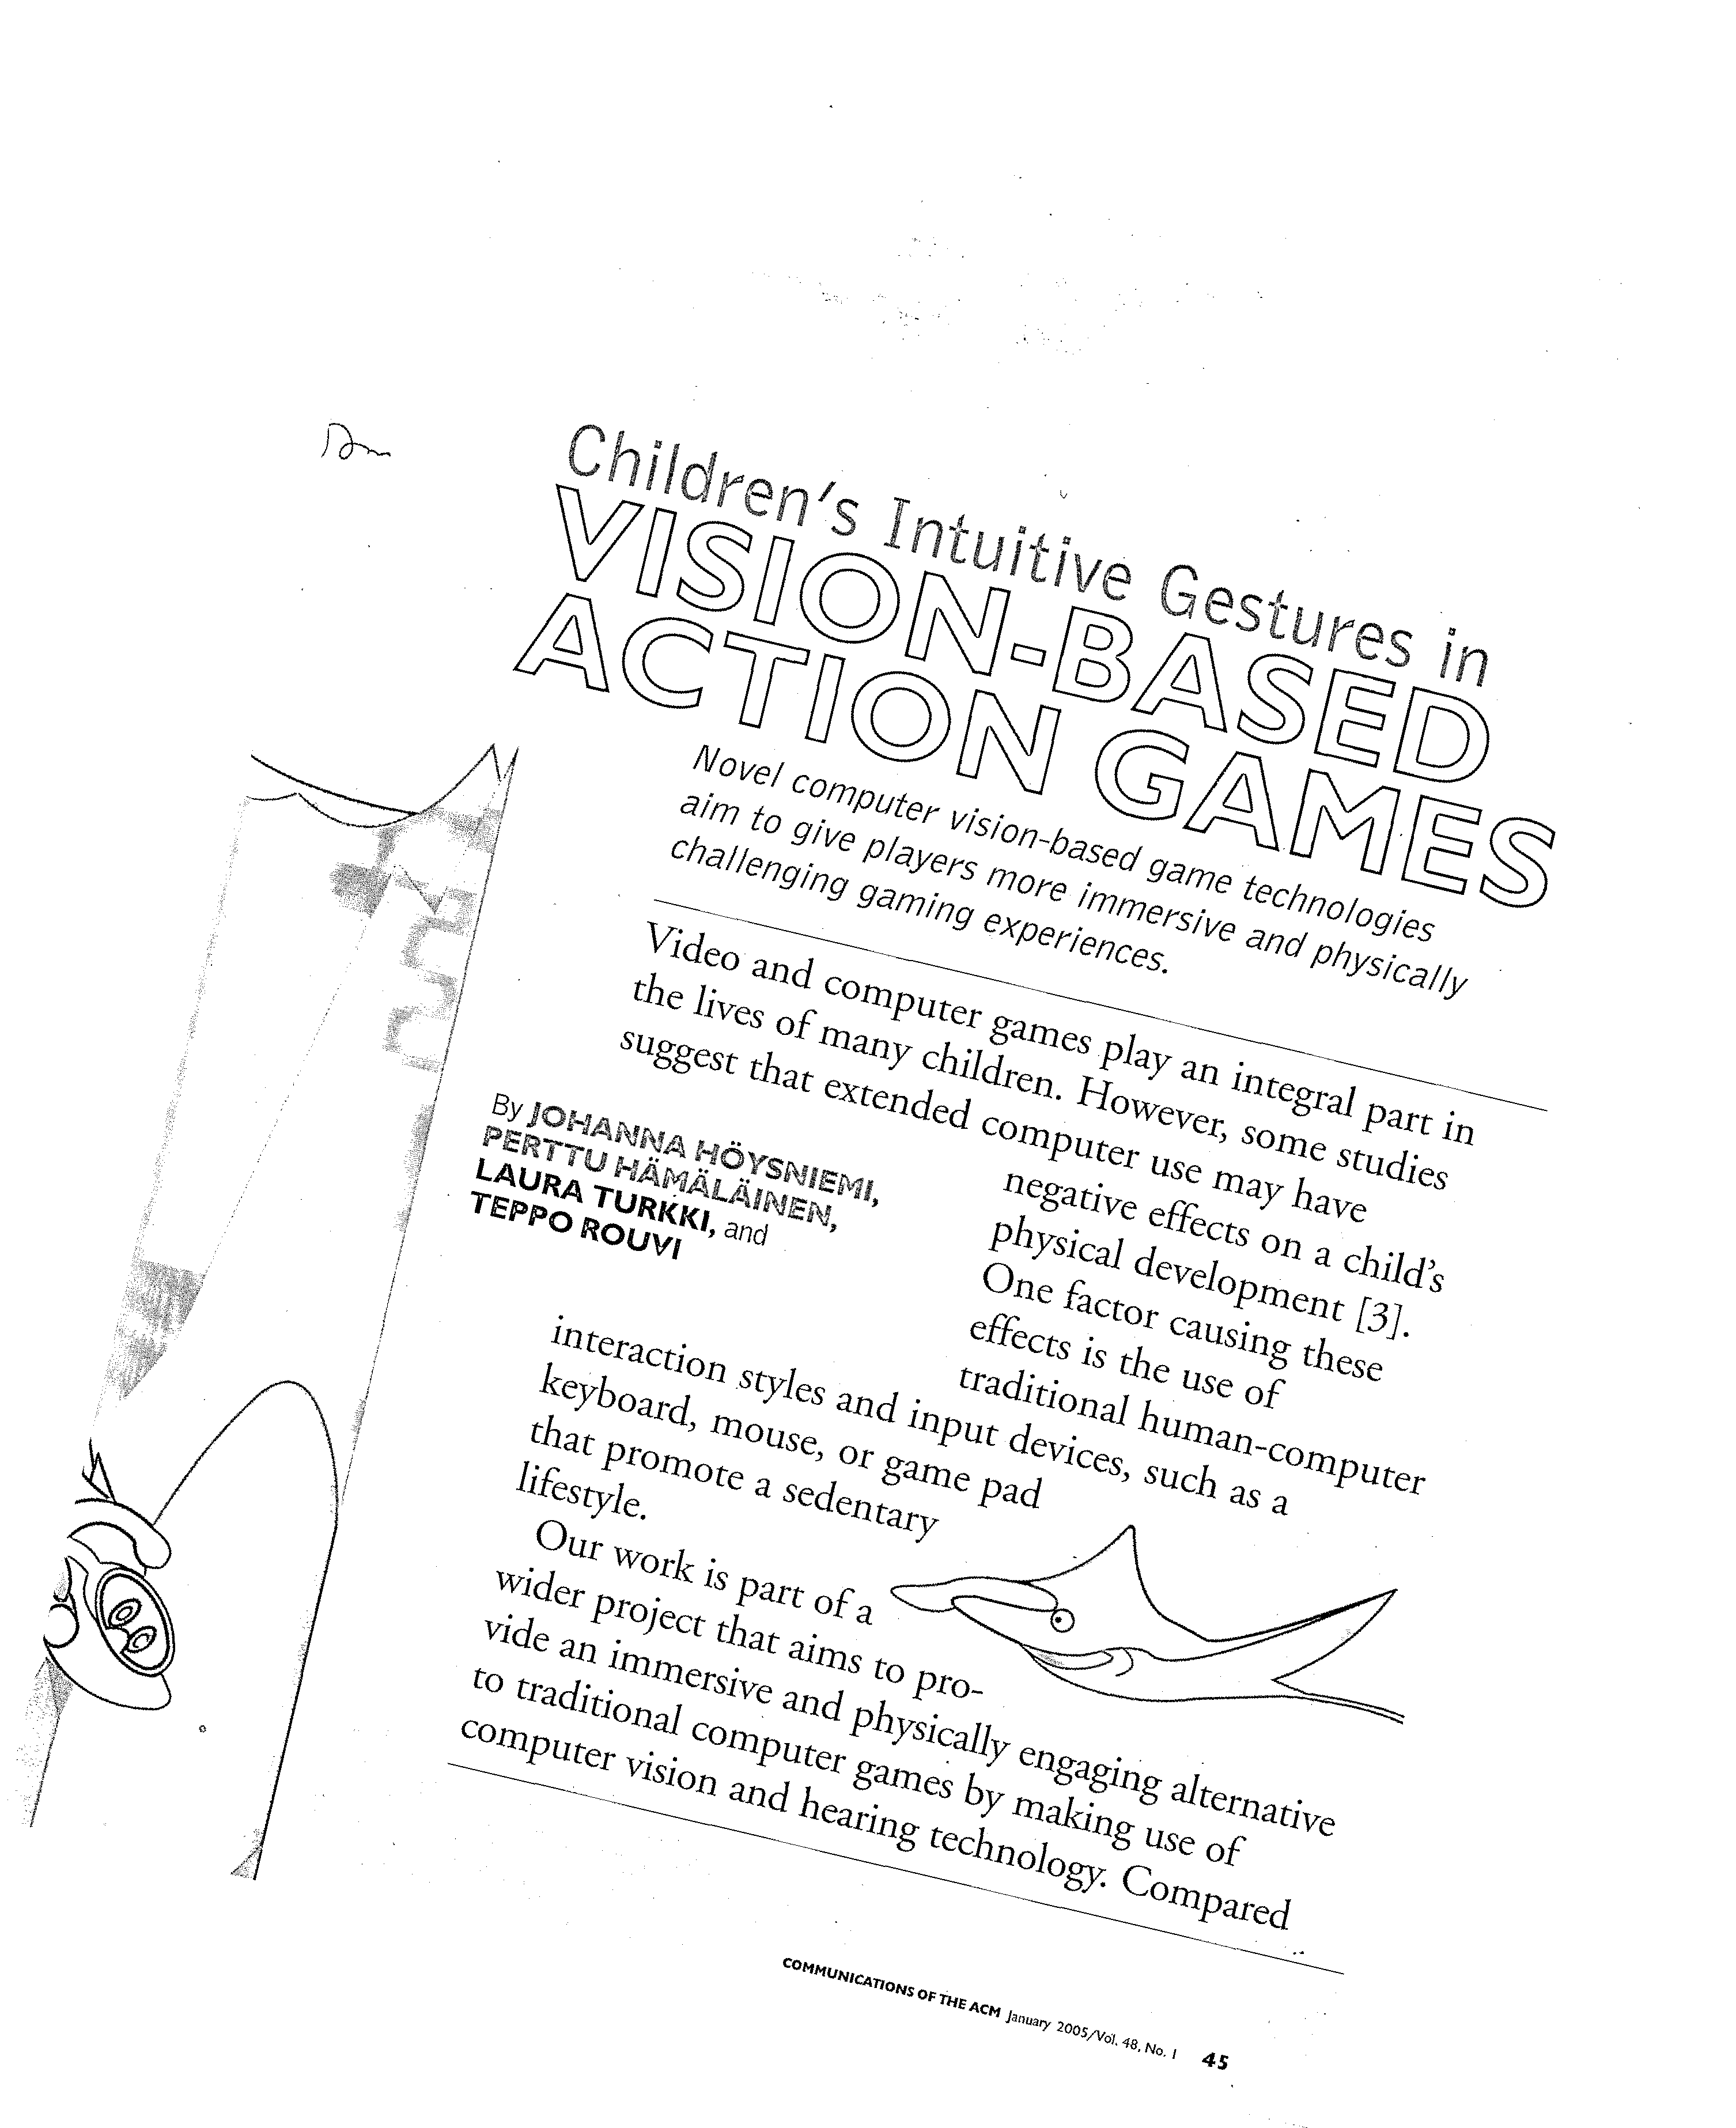 Children's Intuitive Gestures in
VISION-BASED
ACTION GAMES
Novel computer vision-based game technologies
aim to give players more immersive and physically
challenging gaming experiences.
Video and computer games play an integral part in
the lives of many children. However, some studies
suggest that extended computer use may have
negative effects on a child's
physical development [3].
One factor causing these
effects is the use of
traditional human-computer
By JOHANNA HÖYSNIEMI,
PERTTU HÄMÄLÄINEN,
LAURA TURKKI, and
TEPPO ROUVI
interaction styles and input devices, such as a
keyboard, mouse, or game pad
that promote a sedentary
lifestyle.
Our work is part of a
wider project that aims to pro-
vide an immersive and physically engaging alternative
to traditional computer games by making use of
computer vision and hearing technology. Compared
COMMUNICATIONS OF THE ACM January 2005/Vol. 48, No. 1 45